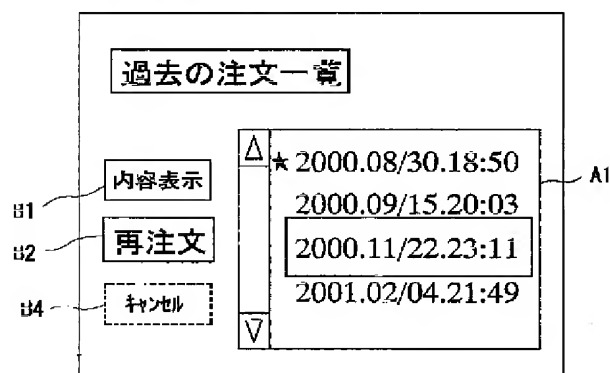 過去の注文一覧
内容表示
再注文
キャンセル
△
▽
★ 2000.08/30.18:50
2000.09/15.20:03
2000.11/22.23:11
2001.02/04.21:49
B1
B2
B4
A1